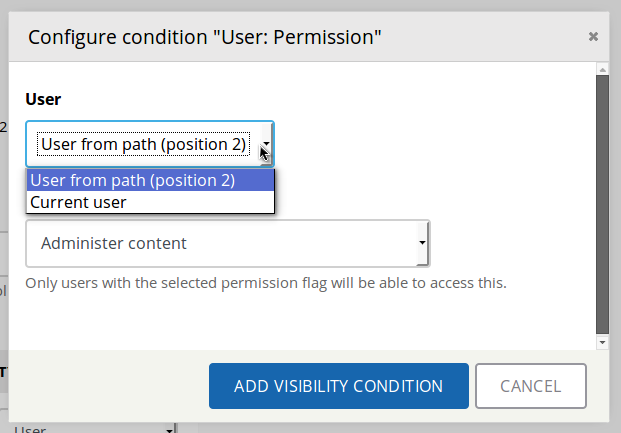 Configure condition "User: Permission"
User
User from path (position 2)
User from path (position 2)
Current user
Administer content
Only users with the selected permission flag will be able to access this.
ADD VISIBILITY CONDITION
CANCEL
User